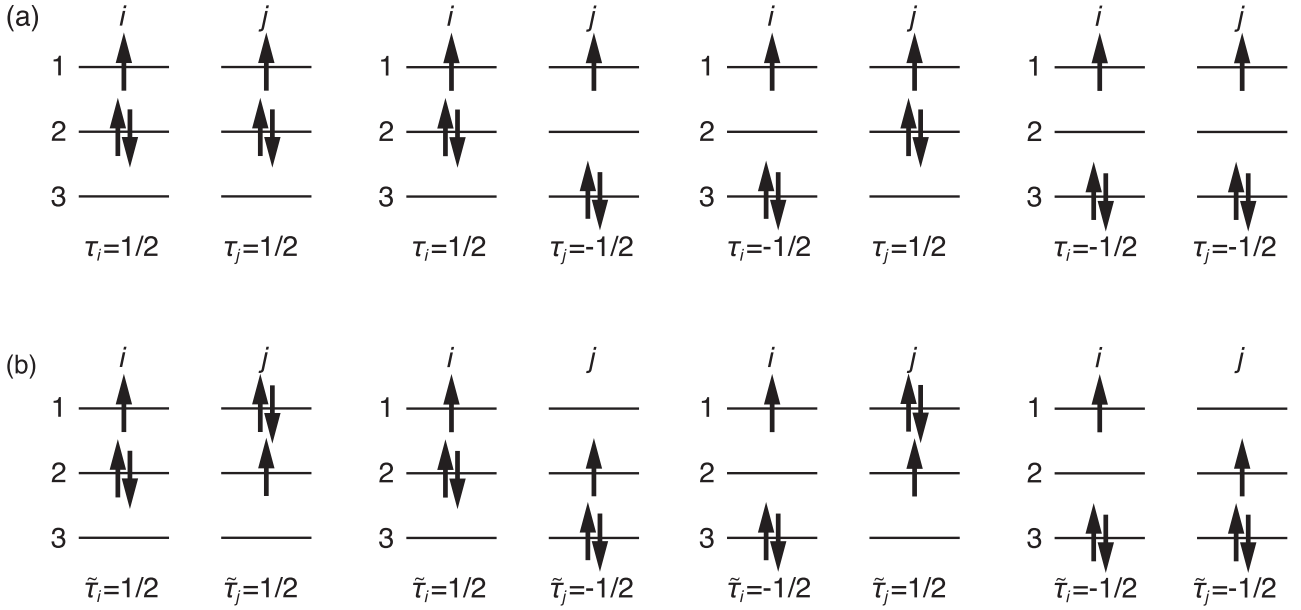 (a) i j i j i j i j
1 1 1 1
2 2 2 2
3 3 3 3
τi=1/2 τj=1/2 τi=1/2 τj=-1/2 τi=-1/2 τj=1/2 τi=-1/2 τj=-1/2
(b) i j i j i j i j
1 1 1 1
2 2 2 2
3 3 3 3
τ̃i=1/2 τ̃j=1/2 τ̃i=1/2 τ̃j=-1/2 τ̃i=-1/2 τ̃j=1/2 τ̃i=-1/2 τ̃j=-1/2